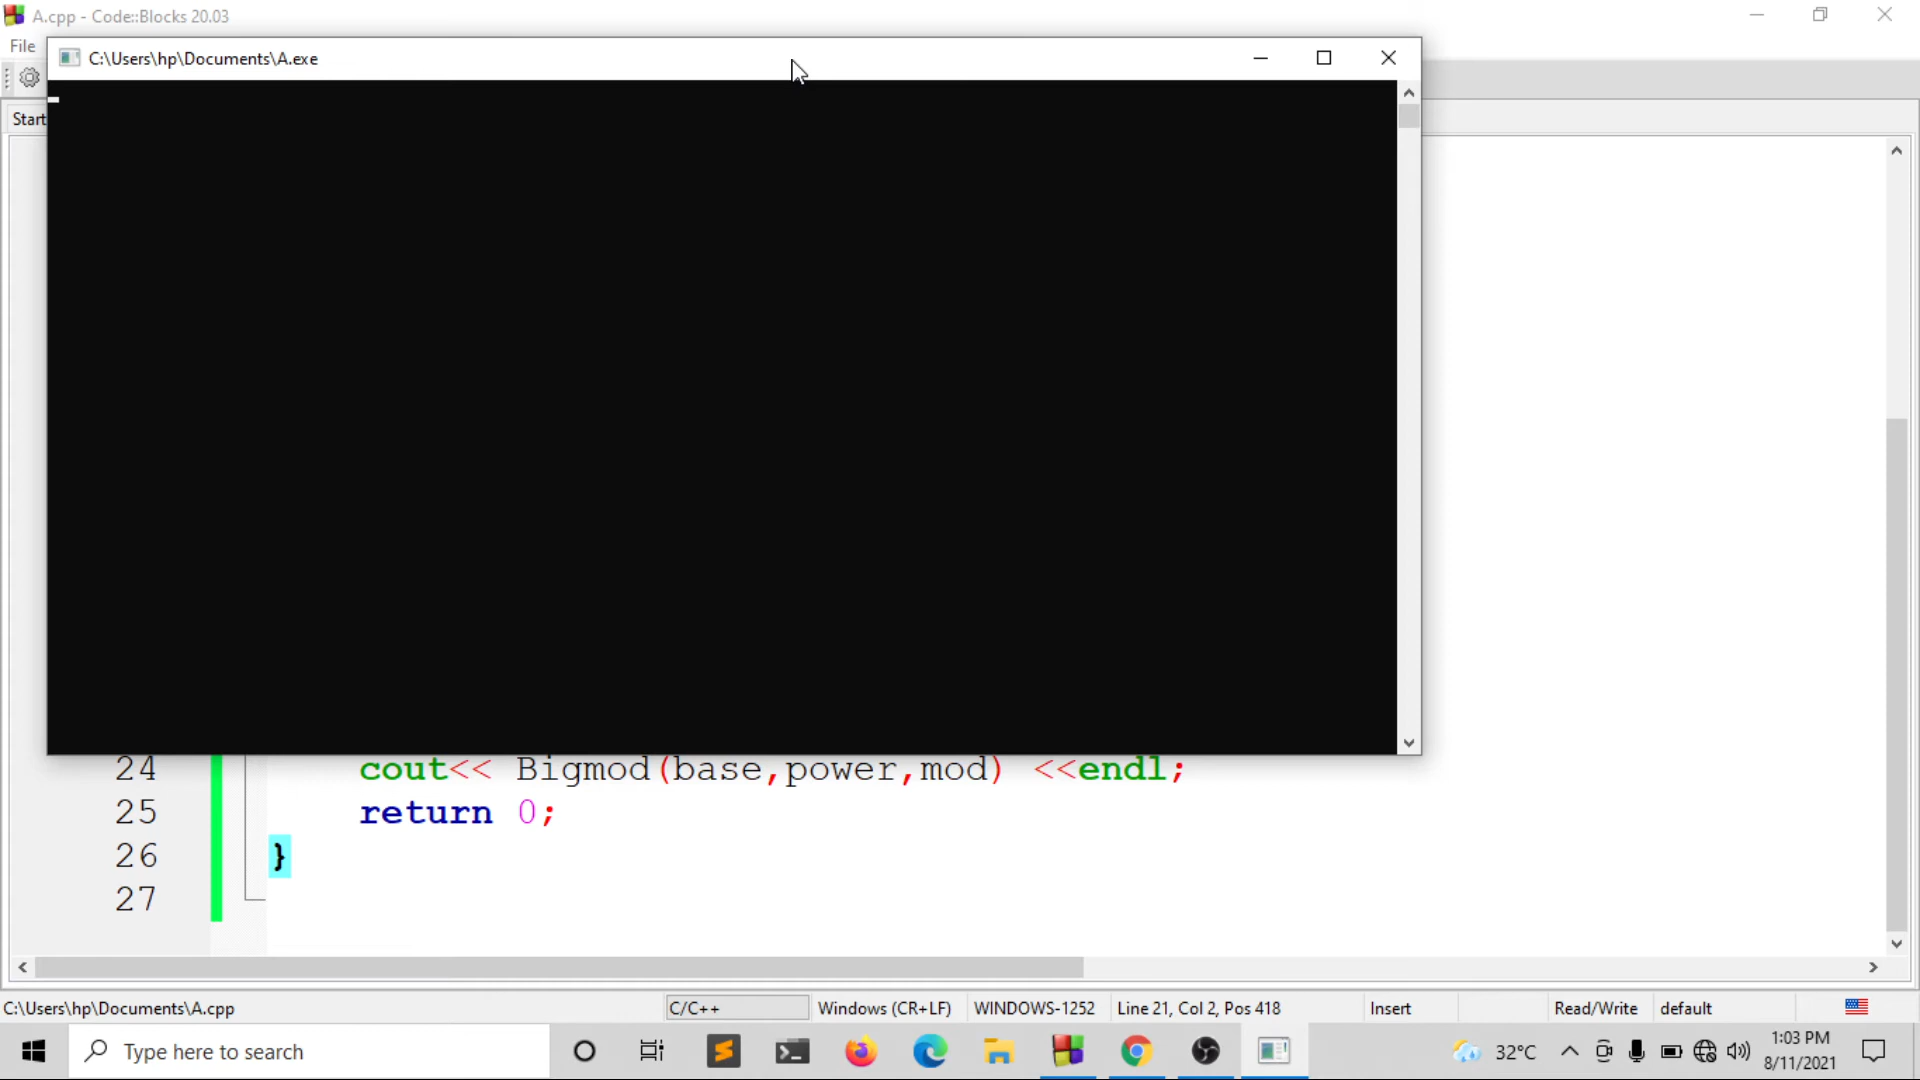 A.cpp - Code::Blocks 20.03
File
C:\Users\hp\Documents\A.exe
Start
24 cout<< Bigmod(base,power,mod) <<endl;
25 return 0;
26 }
27
C:\Users\hp\Documents\A.cpp C/C++ Windows (CR+LF) WINDOWS-1252 Line 21, Col 2, Pos 418 Insert Read/Write default
Type here to search 32°C 1:03 PM
8/11/2021